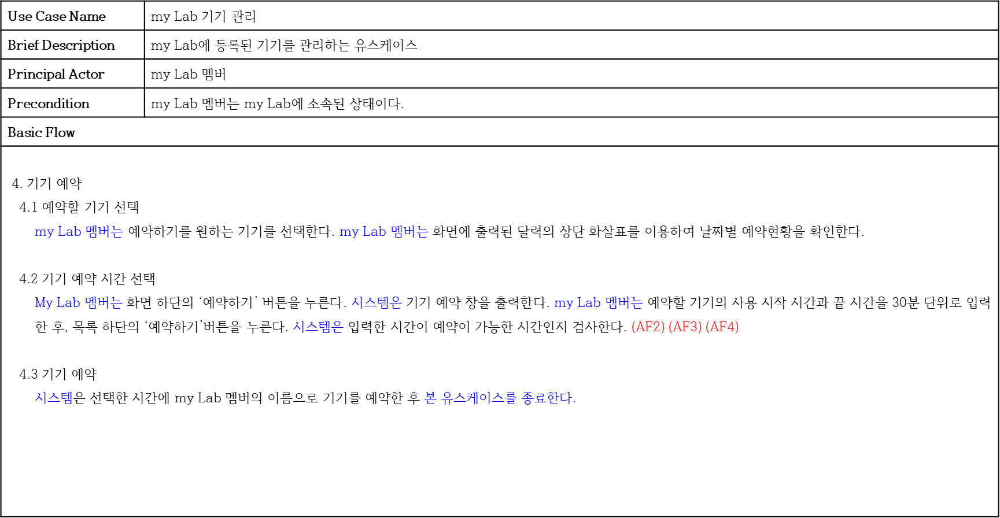 Use Case Name my Lab 기기 관리
Brief Description my Lab에 등록된 기기를 관리하는 유스케이스
Principal Actor my Lab 멤버
Precondition my Lab 멤버는 my Lab에 소속된 상태이다.
Basic Flow
4. 기기 예약
4.1 예약할 기기 선택
my Lab 멤버는 예약하기를 원하는 기기를 선택한다. my Lab 멤버는 화면에 출력된 달력의 상단 화살표를 이용하여 날짜별 예약현황을 확인한다.
4.2 기기 예약 시간 선택
My Lab 멤버는 화면 하단의 ‘예약하기’ 버튼을 누른다. 시스템은 기기 예약 창을 출력한다. my Lab 멤버는 예약할 기기의 사용 시작 시간과 끝 시간을 30분 단위로 입력
한 후, 목록 하단의 ‘예약하기’버튼을 누른다. 시스템은 입력한 시간이 예약이 가능한 시간인지 검사한다. (AF2) (AF3) (AF4)
4.3 기기 예약
시스템은 선택한 시간에 my Lab 멤버의 이름으로 기기를 예약한 후 본 유스케이스를 종료한다.